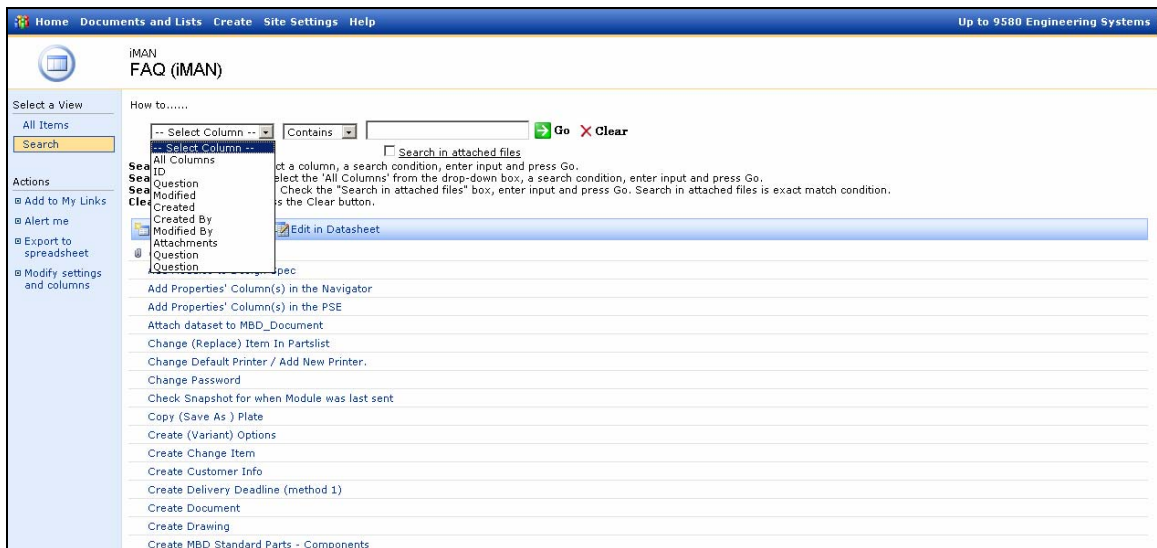 Home Documents and Lists Create Site Settings Help Up to 9580 Engineering Systems
iMAN
FAQ (iMAN)
Select a View
All Items
Search
Actions
Add to My Links
Alert me
Export to
spreadsheet
Modify settings
and columns
How to......
-- Select Column -- Contains Go Clear
Search in attached files
-- Select Column --
All Columns
ID
Question
Modified
Created
Created By
Modified By
Attachments
Question
Question
Sea ct a column, a search condition, enter input and press Go.
Sea elect the 'All Columns' from the drop-down box, a search condition, enter input and press Go.
Sea Check the "Search in attached files" box, enter input and press Go. Search in attached files is exact match condition.
Clea ss the Clear button.
Edit in Datasheet
Spec
Add Properties' Column(s) in the Navigator
Add Properties' Column(s) in the PSE
Attach dataset to MBD_Document
Change (Replace) Item In Partslist
Change Default Printer / Add New Printer.
Change Password
Check Snapshot for when Module was last sent
Copy (Save As ) Plate
Create (Variant) Options
Create Change Item
Create Customer Info
Create Delivery Deadline (method 1)
Create Document
Create Drawing
Create MBD Standard Parts - Components